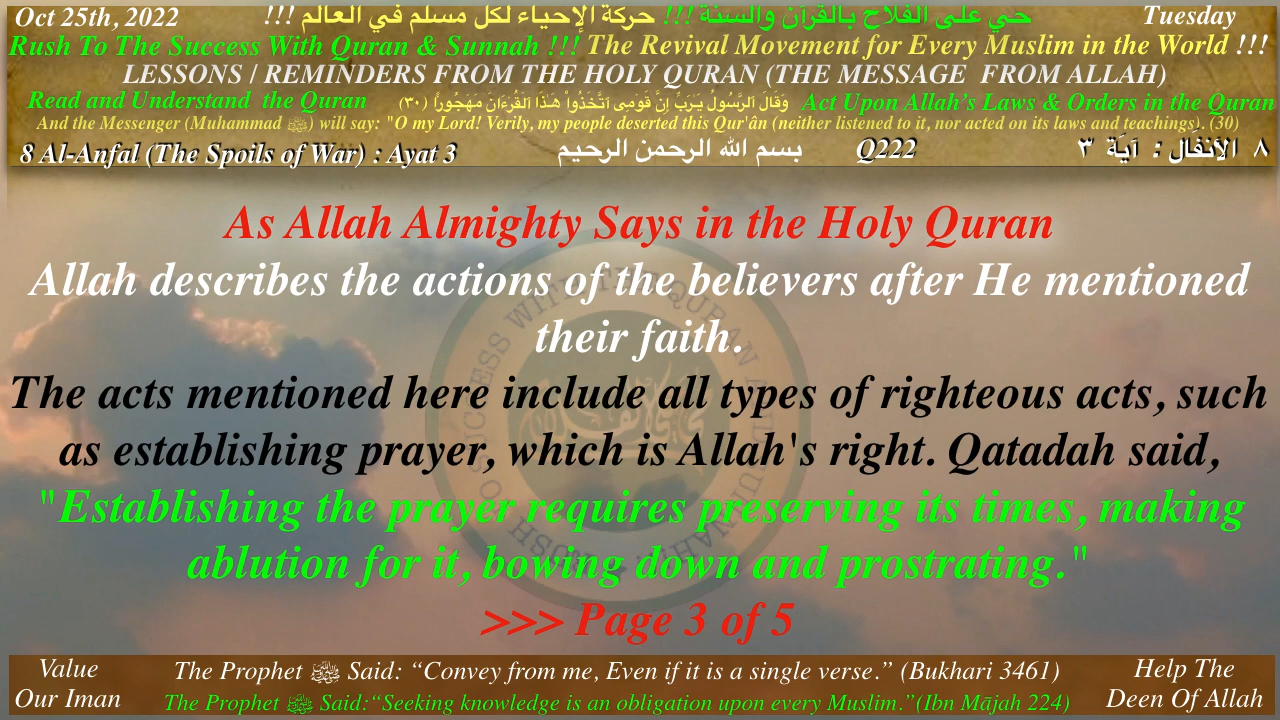 Oct 25th, 2022 !!! حي على الفلاح بالقرآن والسنة !!! حركة الإحياء لكل مسلم في العالم !!! Tuesday
Rush To The Success With Quran & Sunnah !!! The Revival Movement for Every Muslim in the World !!!
LESSONS / REMINDERS FROM THE HOLY QURAN (THE MESSAGE FROM ALLAH)
Read and Understand the Quran وَقَالَ ٱلرَّسُولُ يَـٰرَبِّ إِنَّ قَوْمِى ٱتَّخَذُوا۟ هَـٰذَا ٱلْقُرْءَانَ مَهْجُورًا (٣٠) Act Upon Allah's Laws & Orders in the Quran
And the Messenger (Muhammad ﷺ) will say: "O my Lord! Verily, my people deserted this Qur'ân (neither listened to it, nor acted on its laws and teachings). (30)
8 Al-Anfal (The Spoils of War) : Ayat 3 بسم الله الرحمن الرحيم Q222 ٨ الأنفَال : آيَة ٣
As Allah Almighty Says in the Holy Quran
Allah describes the actions of the believers after He mentioned
their faith.
The acts mentioned here include all types of righteous acts, such
as establishing prayer, which is Allah's right. Qatadah said,
"Establishing the prayer requires preserving its times, making
ablution for it, bowing down and prostrating."
>>> Page 3 of 5
Value
Our Iman
The Prophet ﷺ Said: “Convey from me, Even if it is a single verse.” (Bukhari 3461)
The Prophet ﷺ Said:“Seeking knowledge is an obligation upon every Muslim.”(Ibn Mājah 224)
Help The
Deen Of Allah